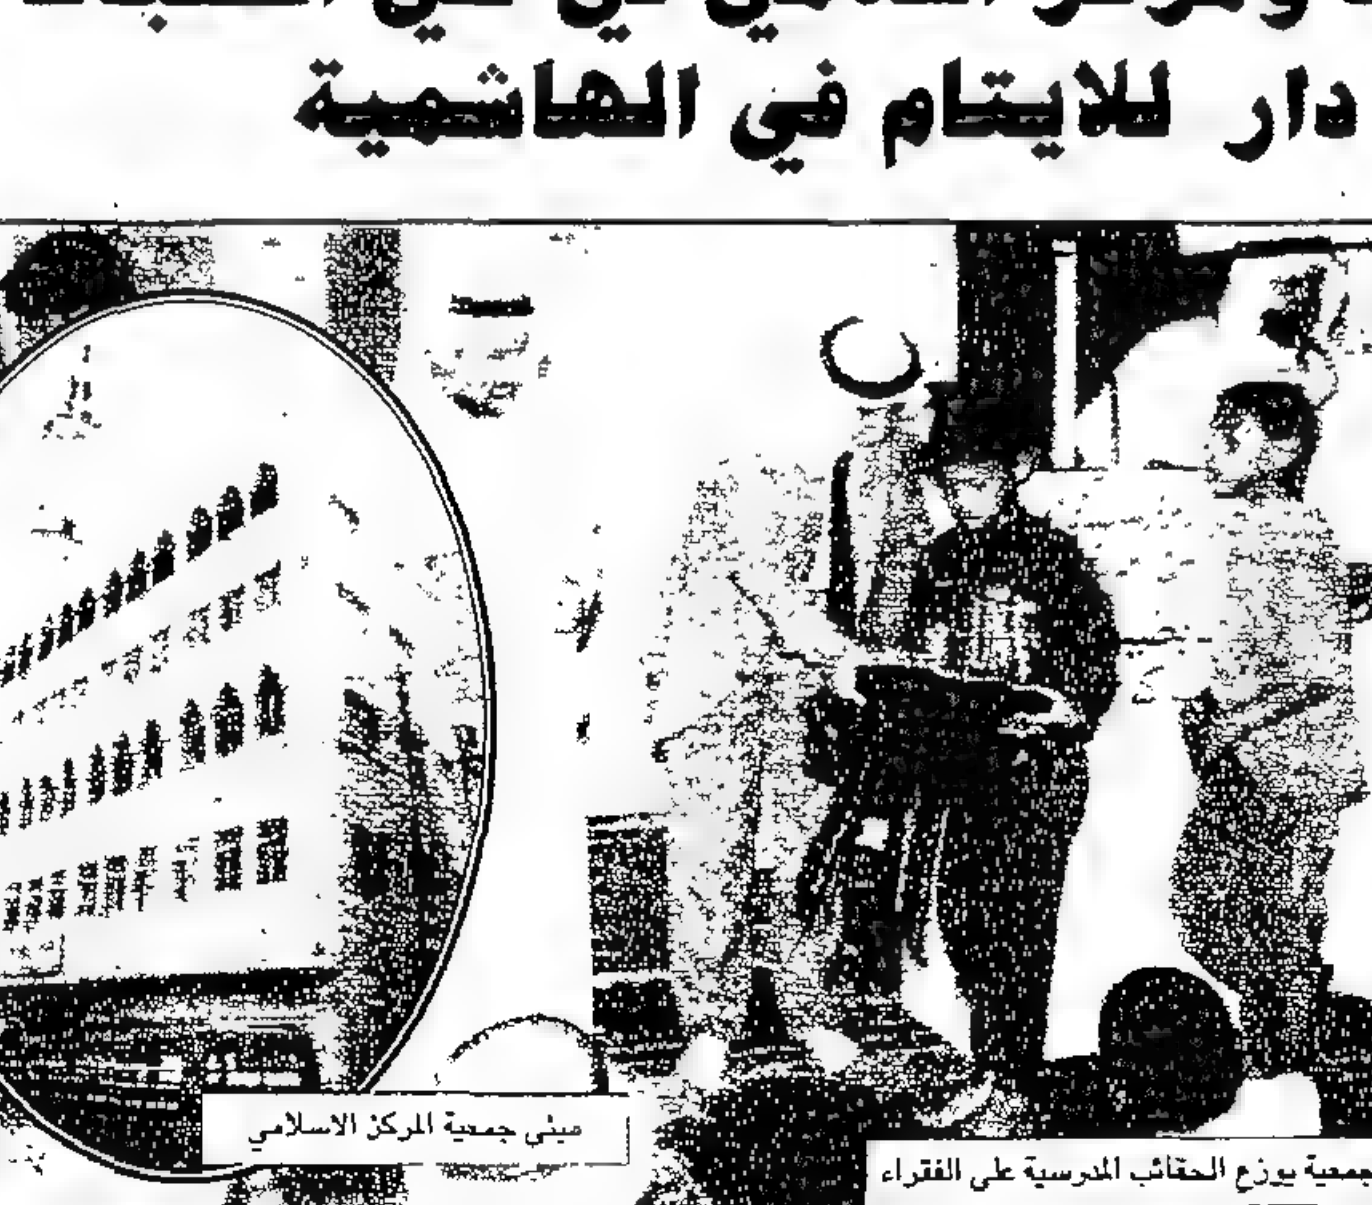 دار للايتام في الهاشمية
مبنى جمعية المركز الاسلامي
جمعية يوزع الحقائب المدرسية على الفقراء